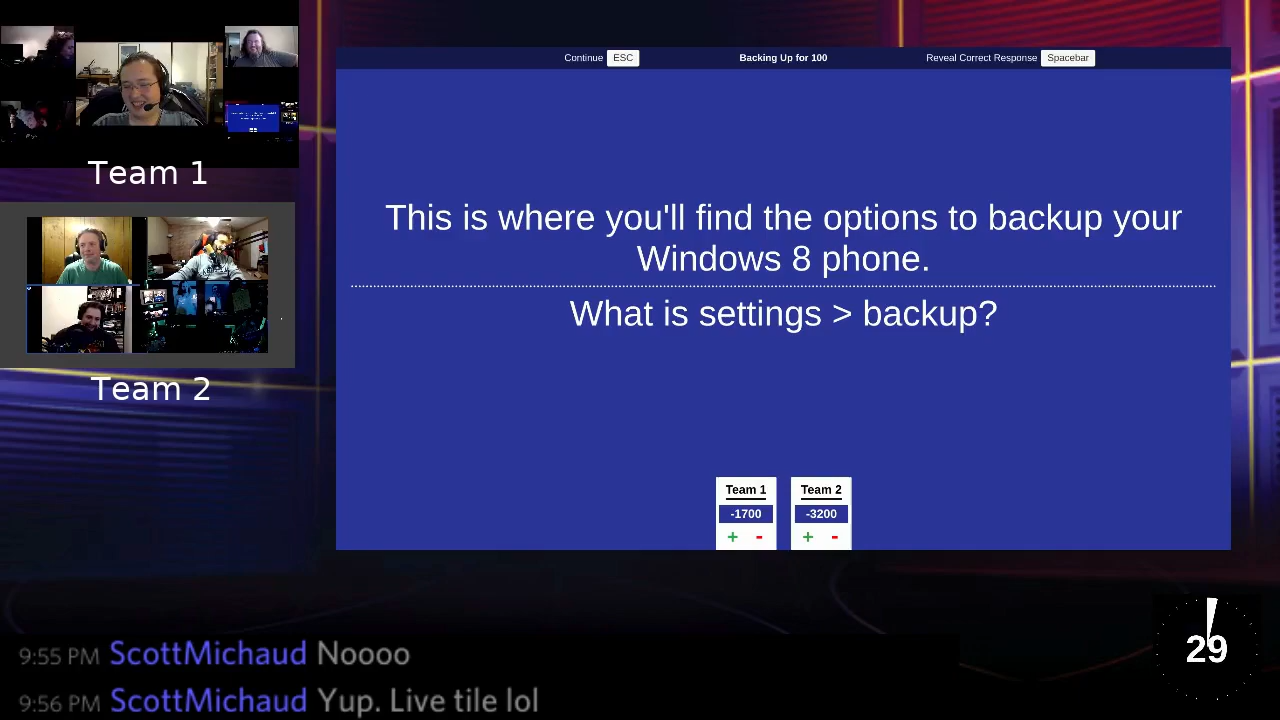 Team 1
Team 2
Continue ESC
Backing Up for 100
Reveal Correct Response Spacebar
This is where you'll find the options to backup your
Windows 8 phone.
What is settings > backup?
Team 1
-1700
+ -
Team 2
-3200
+ -
9:55 PM ScottMichaud Noooo
9:56 PM ScottMichaud Yup. Live tile lol
29